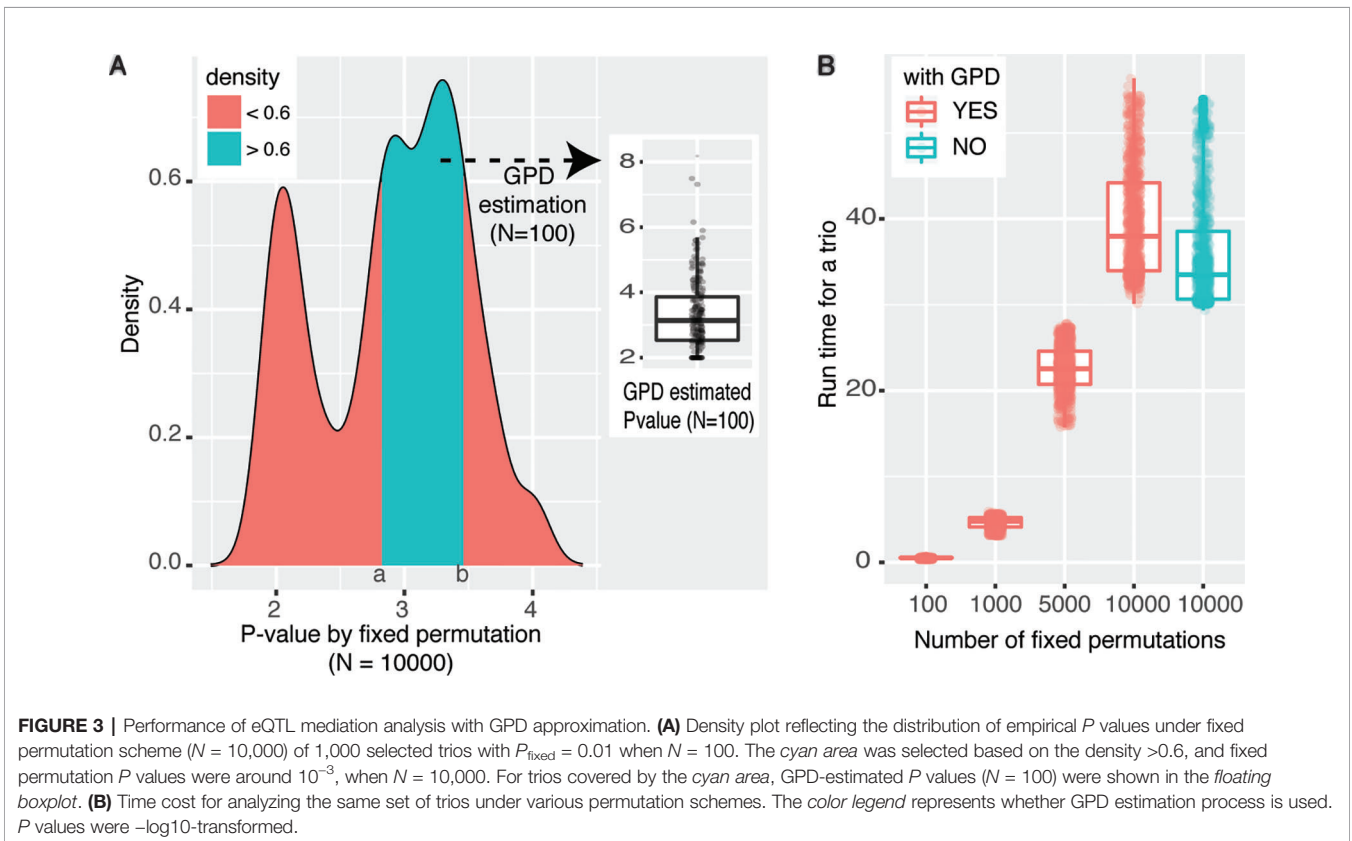 A
density
< 0.6
> 0.6
0.6
0.4
0.2
0.0
Density
a
b
2
3
4
P-value by fixed permutation
(N = 10000)
GPD
estimation
(N=100)
8
6
4
2
GPD estimated
Pvalue (N=100)
B
with GPD
YES
NO
40
20
0
Run time for a trio
100
1000
5000
10000
10000
Number of fixed permutations
FIGURE 3 | Performance of eQTL mediation analysis with GPD approximation. (A) Density plot reflecting the distribution of empirical P values under fixed
permutation scheme (N = 10,000) of 1,000 selected trios with Pfixed = 0.01 when N = 100. The cyan area was selected based on the density >0.6, and fixed
permutation P values were around 10⁻³, when N = 10,000. For trios covered by the cyan area, GPD-estimated P values (N = 100) were shown in the floating
boxplot. (B) Time cost for analyzing the same set of trios under various permutation schemes. The color legend represents whether GPD estimation process is used.
P values were −log10-transformed.